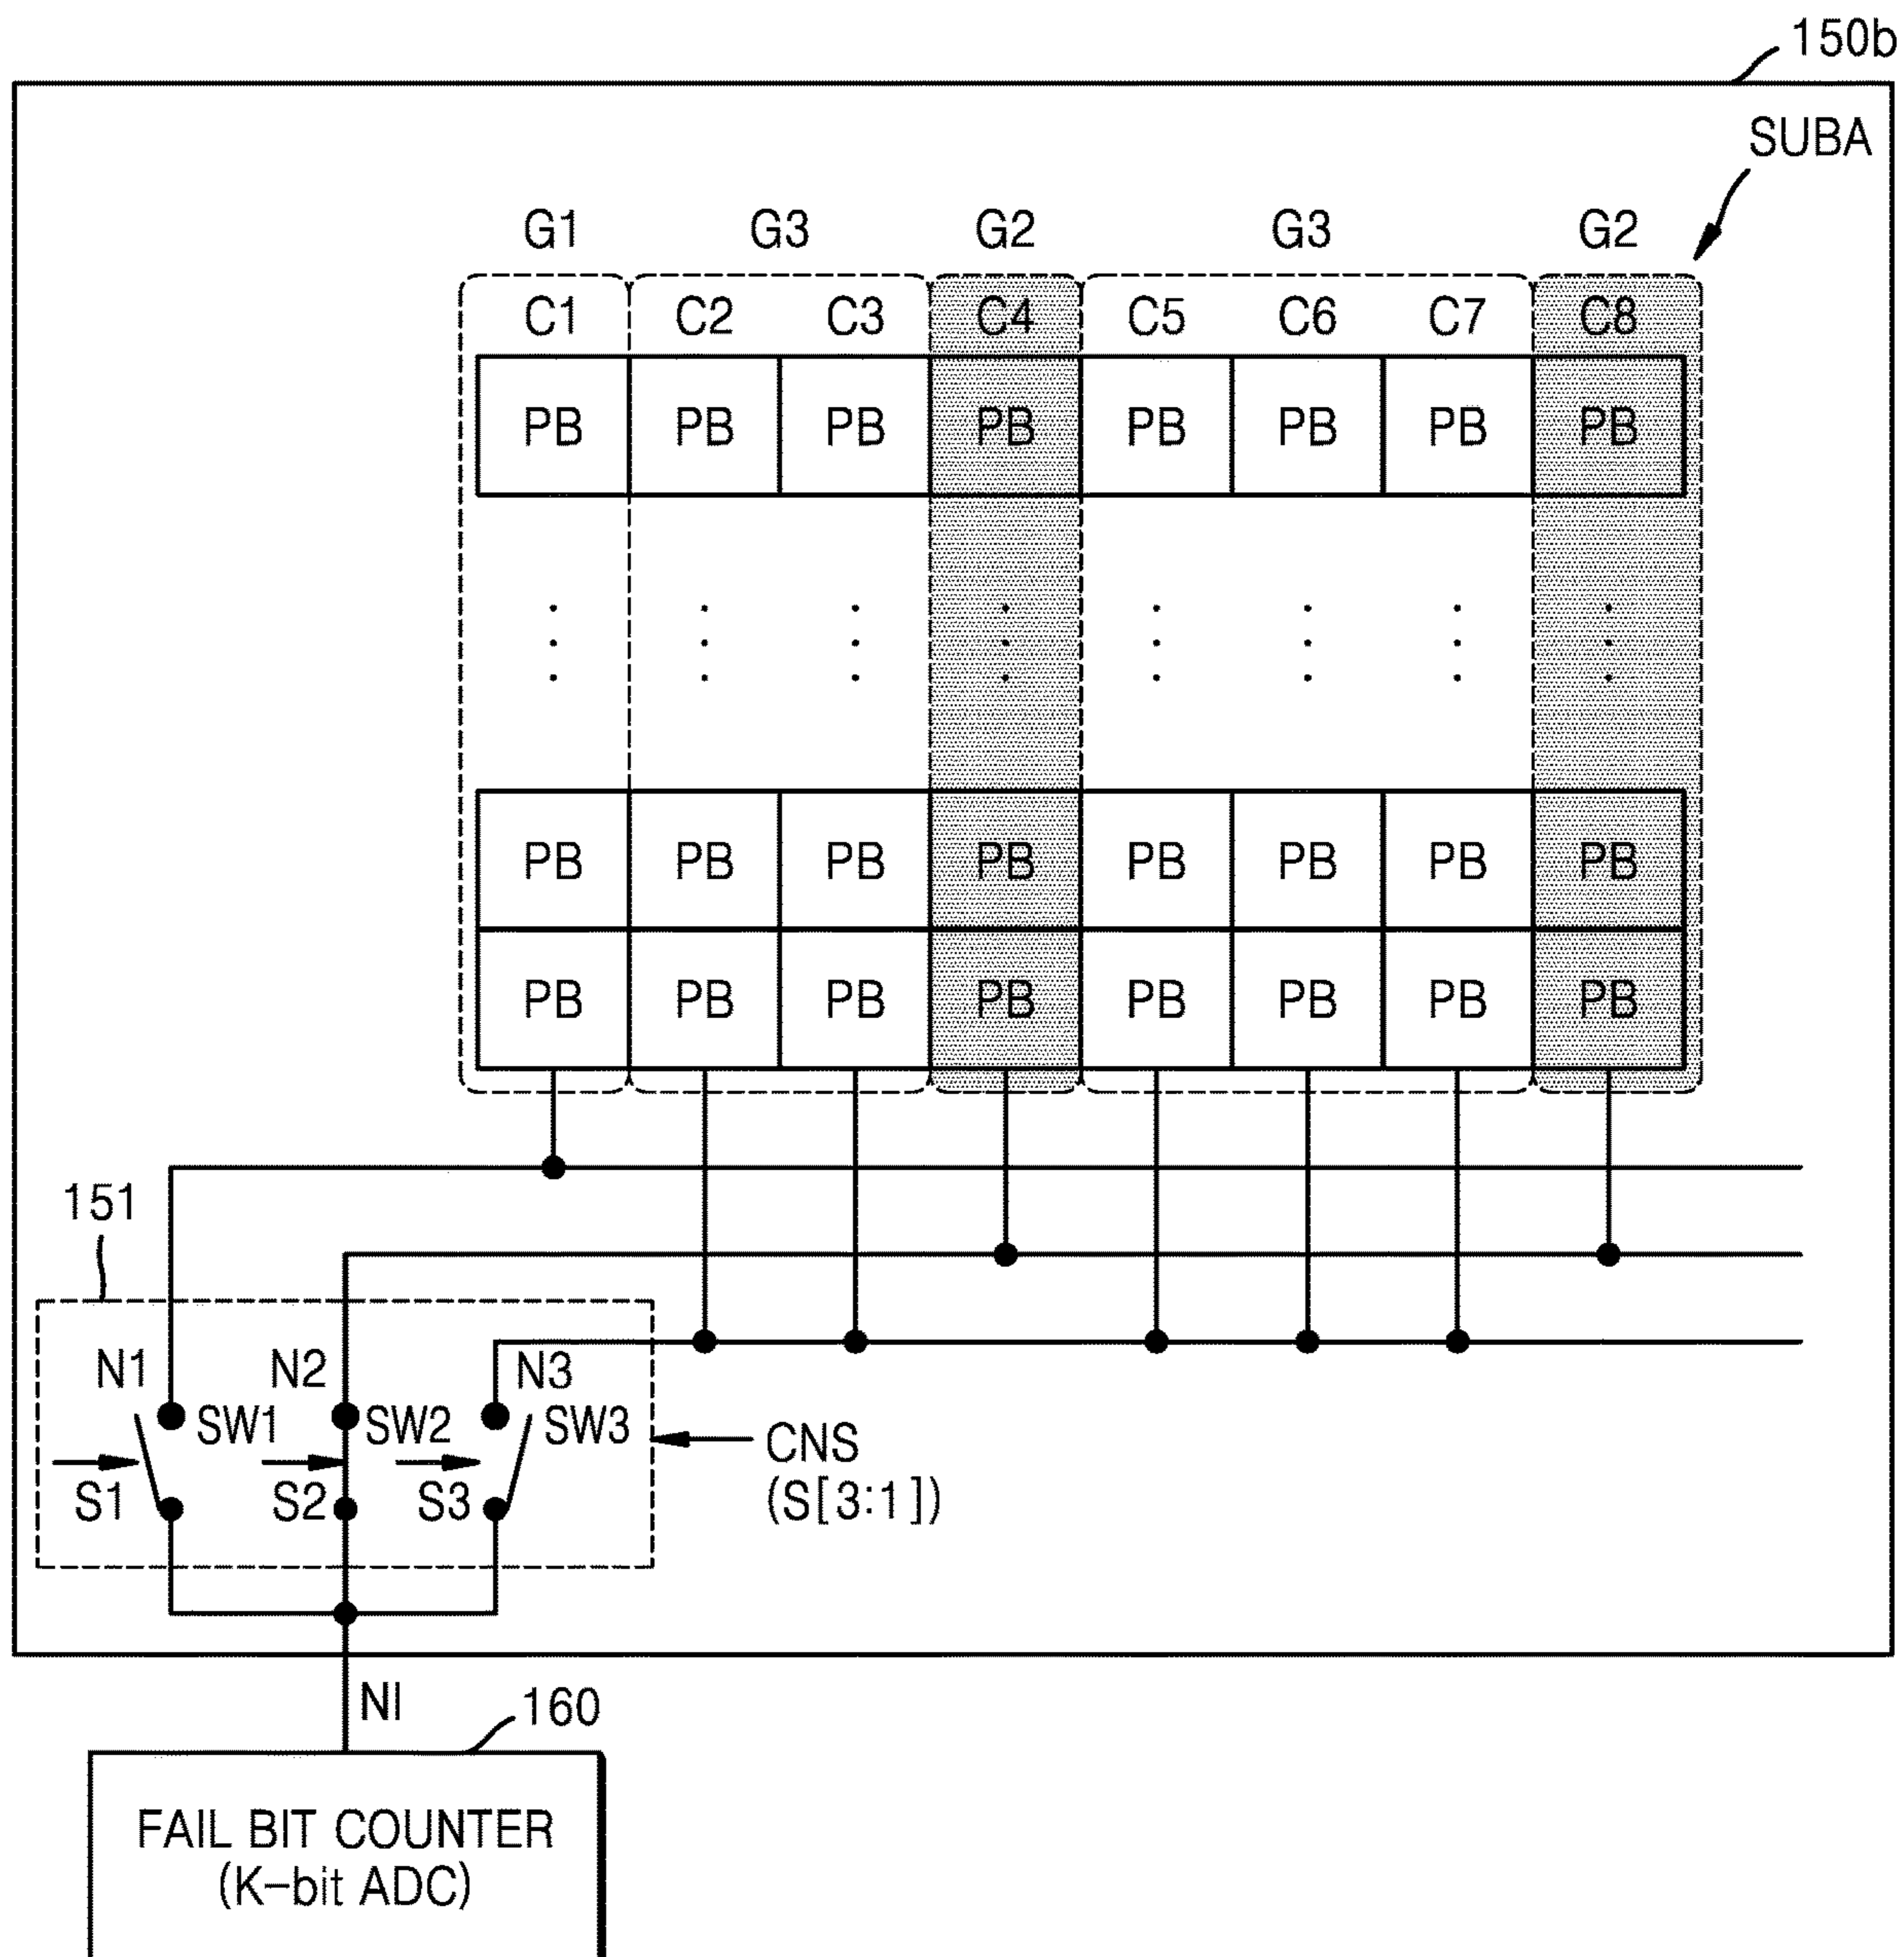 150b
SUBA
G1 G3 G2 G3 G2
C1 C2 C3 C4 C5 C6 C7 C8
PB PB PB PB PB PB PB PB
PB PB PB PB PB PB PB PB
PB PB PB PB PB PB PB PB
151
N1 N2 N3
SW1 SW2 SW3
S1 S2 S3
CNS
(S[3:1])
NI
160
FAIL BIT COUNTER
(K-bit ADC)